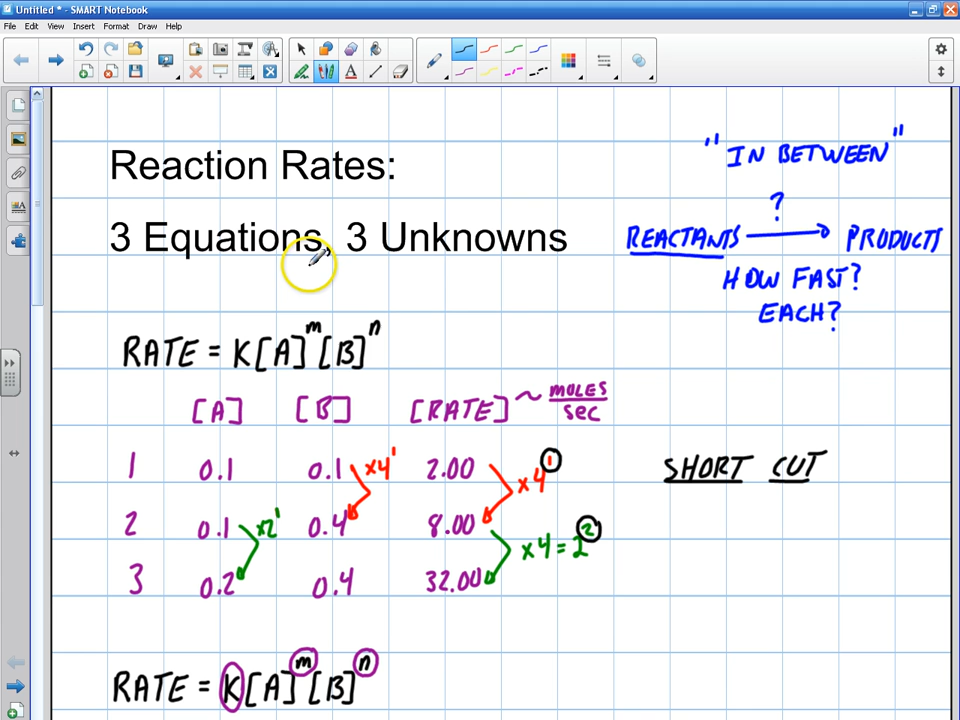 Untitled * - SMART Notebook
File Edit View Insert Format Draw Help
Reaction Rates:
3 Equations, 3 Unknowns
"IN BETWEEN"
?
REACTANTS → PRODUCTS
HOW FAST?
EACH?
RATE = K[A]^m[B]^n
[A] [B] [RATE] ~ MOLES/SEC
1 0.1 0.1 x4^1 2.00 x4^1
SHORT CUT
2 0.1 x2^1 0.4 8.00 x4 = 2^2
3 0.2 0.4 32.00
RATE = K[A]^m[B]^n